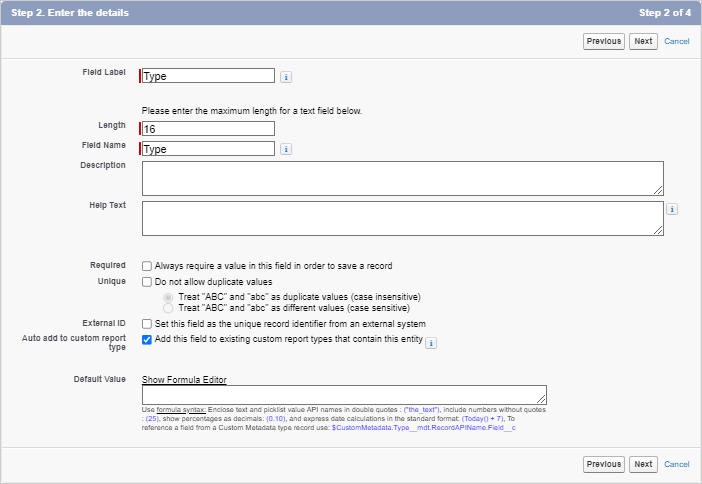 Step 2. Enter the details
Step 2 of 4
Previous
Next
Cancel
Field Label
Type
i
Please enter the maximum length for a text field below.
Length
16
Field Name
Type
i
Description
Help Text
i
Required
Always require a value in this field in order to save a record
Unique
Do not allow duplicate values
Treat "ABC" and "abc" as duplicate values (case insensitive)
Treat "ABC" and "abc" as different values (case sensitive)
External ID
Set this field as the unique record identifier from an external system
Auto add to custom report
type
Add this field to existing custom report types that contain this entity
i
Default Value
Show Formula Editor
Use formula syntax: Enclose text and picklist value API names in double quotes : ("the_text"), include numbers without quotes
: (25), show percentages as decimals: (0.10), and express date calculations in the standard format: (Today() + 7), To
reference a field from a Custom Metadata type record use: $CustomMetadata.Type__mdt.RecordAPIName.Field__c
Previous
Next
Cancel